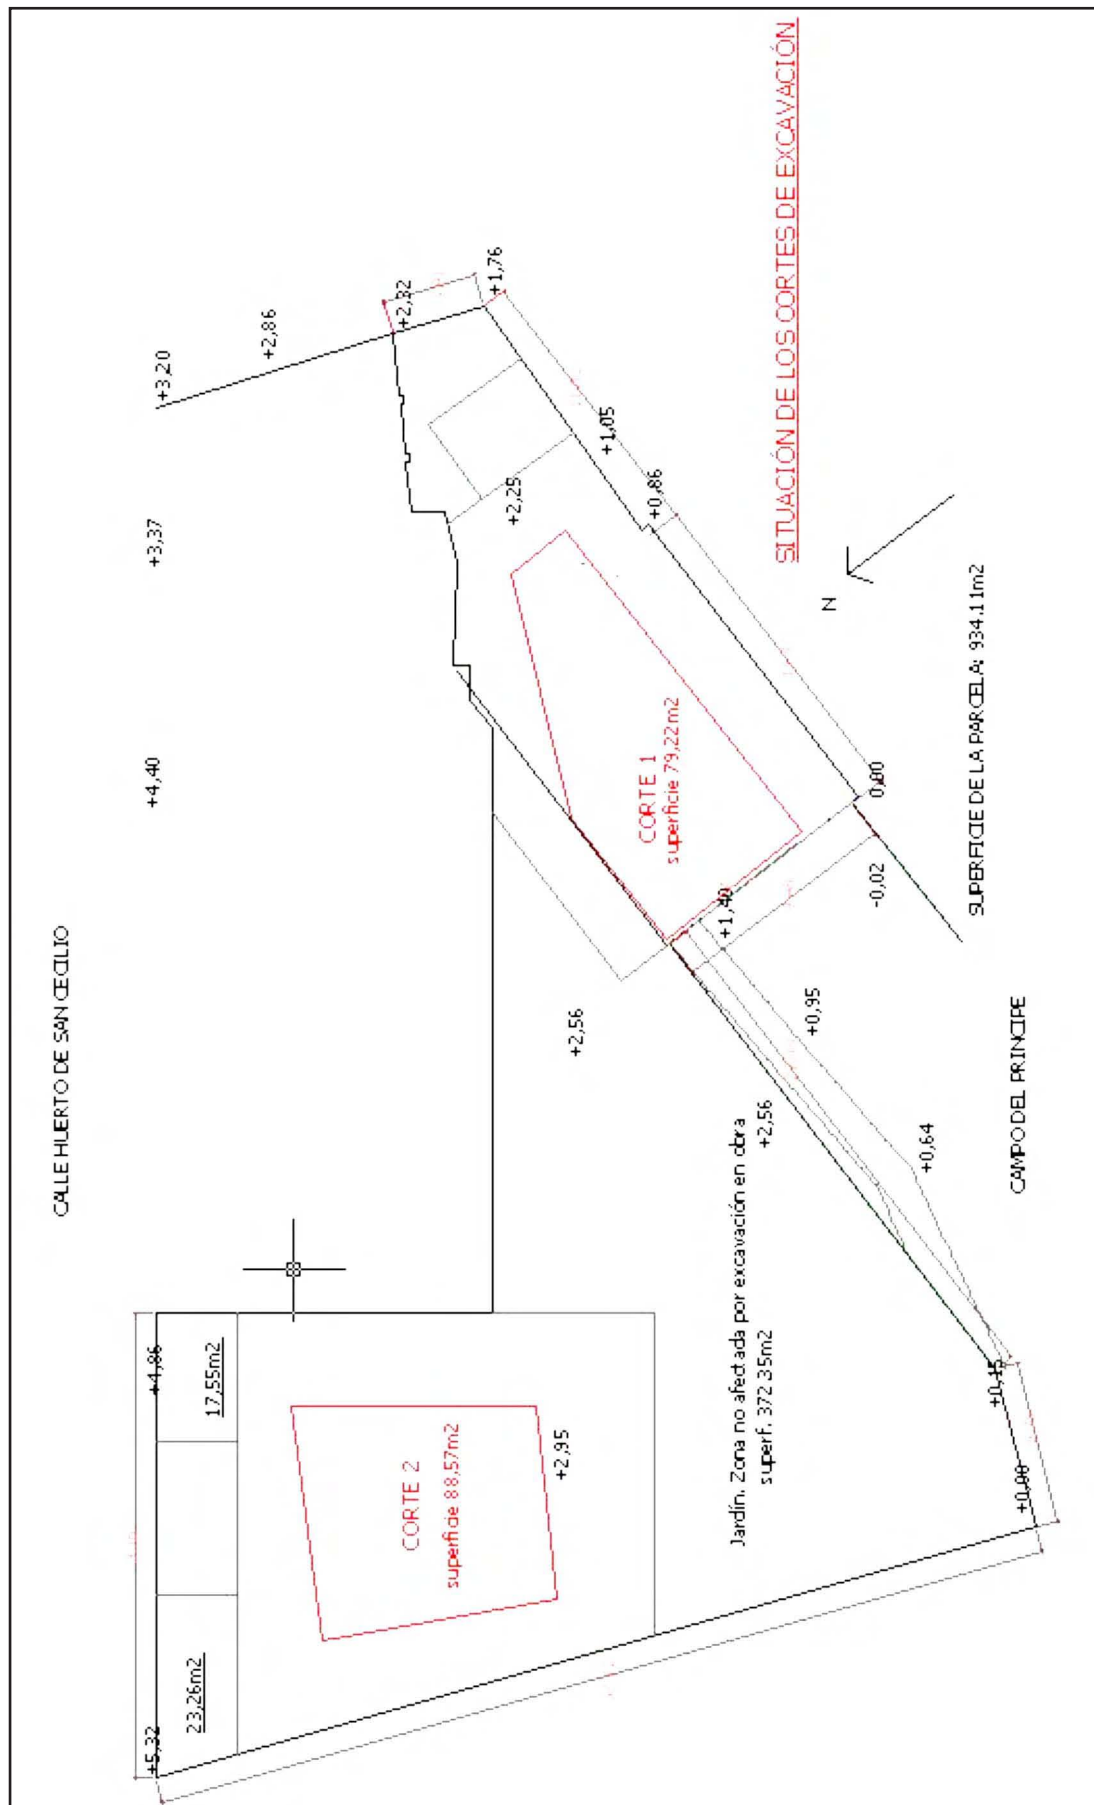 CALLE HUERTO DE SAN CECILIO
+5,32
+4,86
+4,40
+3,37
+3,20
+2,86
+2,32
+1,76
23,26m2
17,55m2
CORTE 2
superficie 88,57m2
+2,95
+2,56
+2,25
+1,05
+0,86
CORTE 1
superficie 79,22m2
+1,40
0,00
-0,02
+0,95
+2,56
+0,64
Jardín. Zona no afectada por excavación en obra
superf. 372.35m2
+0,15
+0,00
CAMPO DEL PRINCIPE
SUPERFICIE DE LA PARCELA: 934.11m2
N
SITUACIÓN DE LOS CORTES DE EXCAVACIÓN